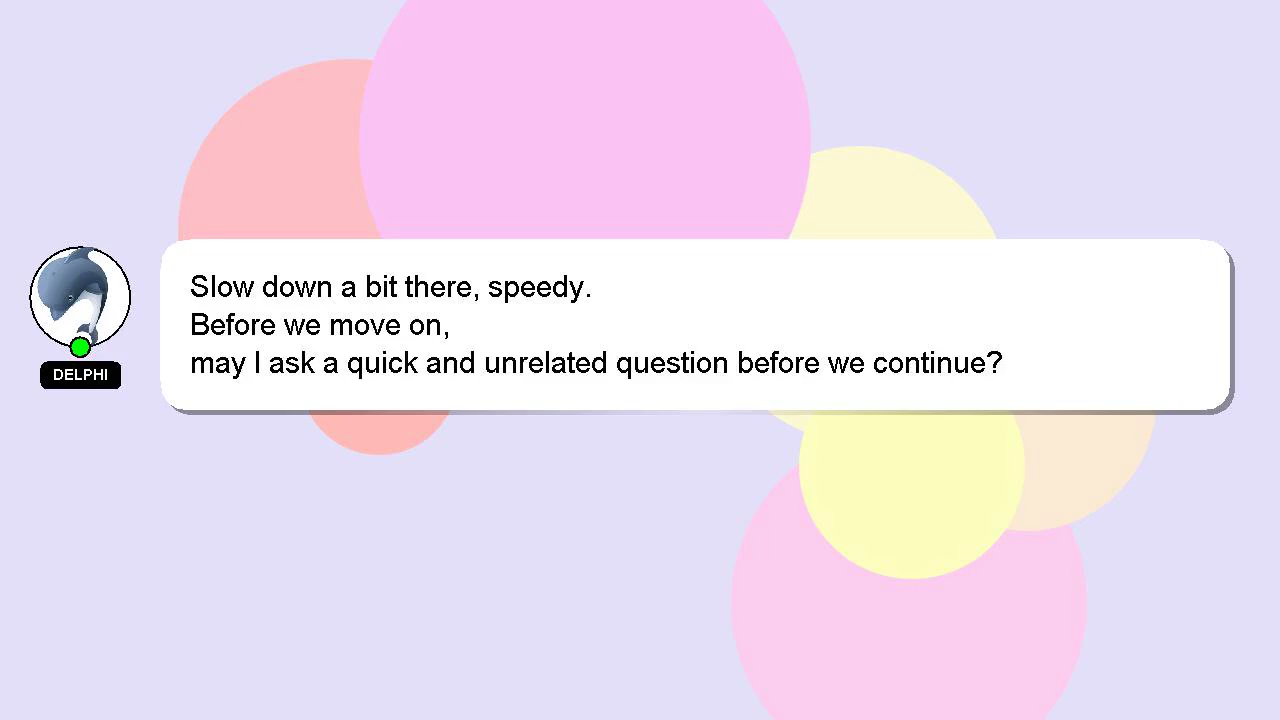 Slow down a bit there, speedy.
Before we move on,
may I ask a quick and unrelated question before we continue?
DELPHI